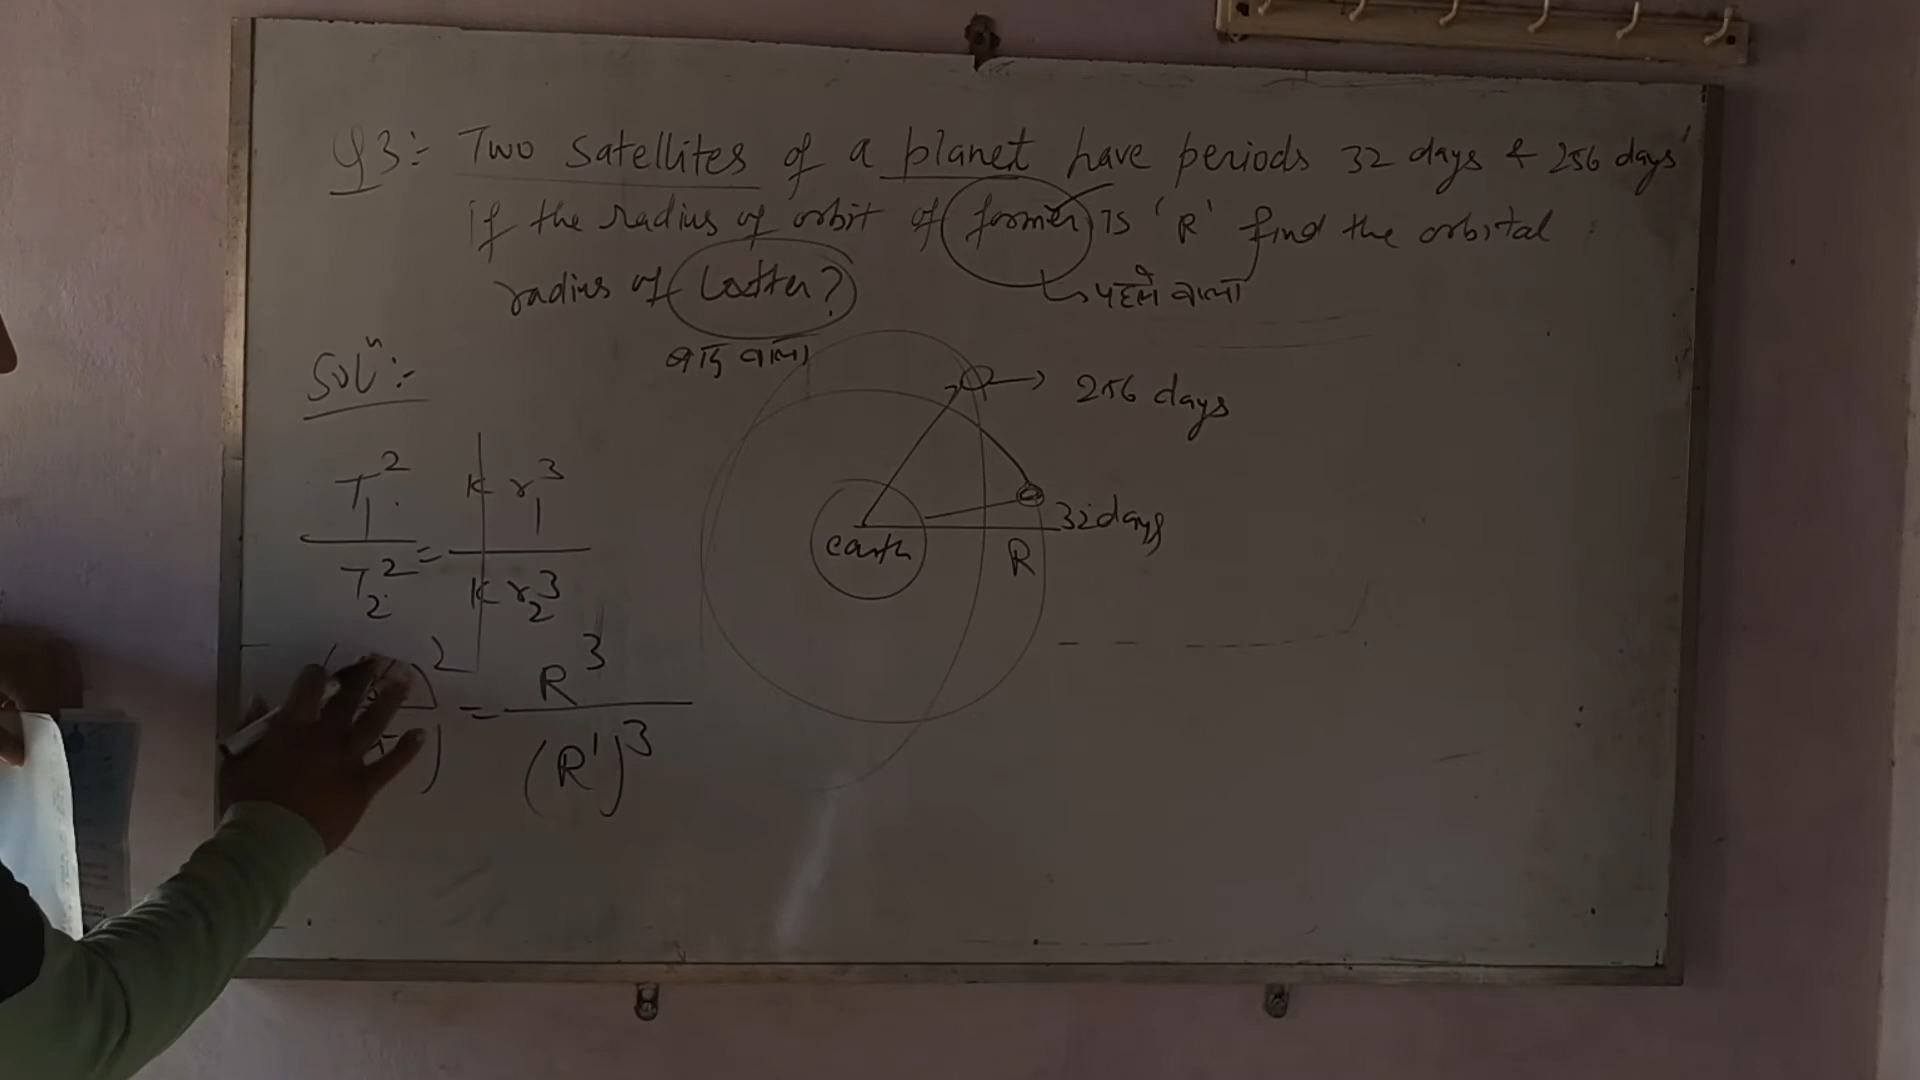 Q3:- Two satellites of a planet have periods 32 days & 256 days
if the radius of orbit of former is 'R' find the orbital
radius of Latter?
पहले वाला
बाद वाला
Solⁿ:-
256 days
32 days
earth
R
T₁² / T₂² = K r₁³ / K r₂³
² = R³ / (R')³